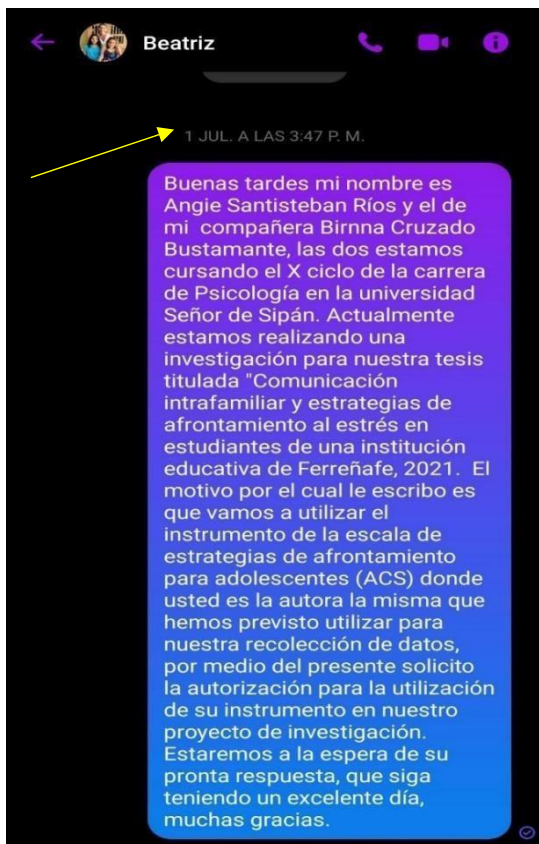 Beatriz
1 JUL. A LAS 3:47 P. M.
Buenas tardes mi nombre es
Angie Santisteban Ríos y el de
mi compañera Birnna Cruzado
Bustamante, las dos estamos
cursando el X ciclo de la carrera
de Psicología en la universidad
Señor de Sipán. Actualmente
estamos realizando una
investigación para nuestra tesis
titulada "Comunicación
intrafamiliar y estrategias de
afrontamiento al estrés en
estudiantes de una institución
educativa de Ferreñafe, 2021. El
motivo por el cual le escribo es
que vamos a utilizar el
instrumento de la escala de
estrategias de afrontamiento
para adolescentes (ACS) donde
usted es la autora la misma que
hemos previsto utilizar para
nuestra recolección de datos,
por medio del presente solicito
la autorización para la utilización
de su instrumento en nuestro
proyecto de investigación.
Estaremos a la espera de su
pronta respuesta, que siga
teniendo un excelente día,
muchas gracias.